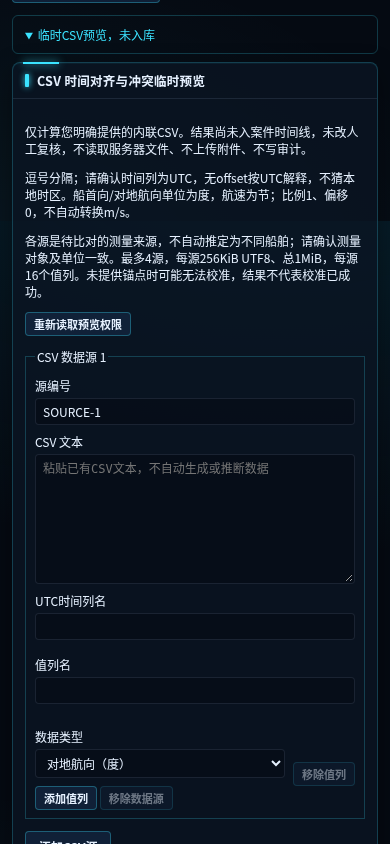 ▼ 临时CSV预览，未入库
CSV 时间对齐与冲突临时预览
仅计算您明确提供的内联CSV。结果尚未入案件时间线，未改人
工复核，不读取服务器文件、不上传附件、不写审计。
逗号分隔；请确认时间列为UTC，无offset按UTC解释，不猜本
地时区。船首向/对地航向单位为度，航速为节；比例1、偏移
0，不自动转换m/s。
各源是待比对的测量来源，不自动推定为不同船舶；请确认测量
对象及单位一致。最多4源，每源256KiB UTF8、总1MiB，每源
16个值列。未提供锚点时可能无法校准，结果不代表校准已成
功。
重新读取预览权限
CSV 数据源 1
源编号
SOURCE-1
CSV 文本
粘贴已有CSV文本，不自动生成或推断数据
UTC时间列名
值列名
数据类型
对地航向（度）
移除值列
添加值列 移除数据源
添加CSV源